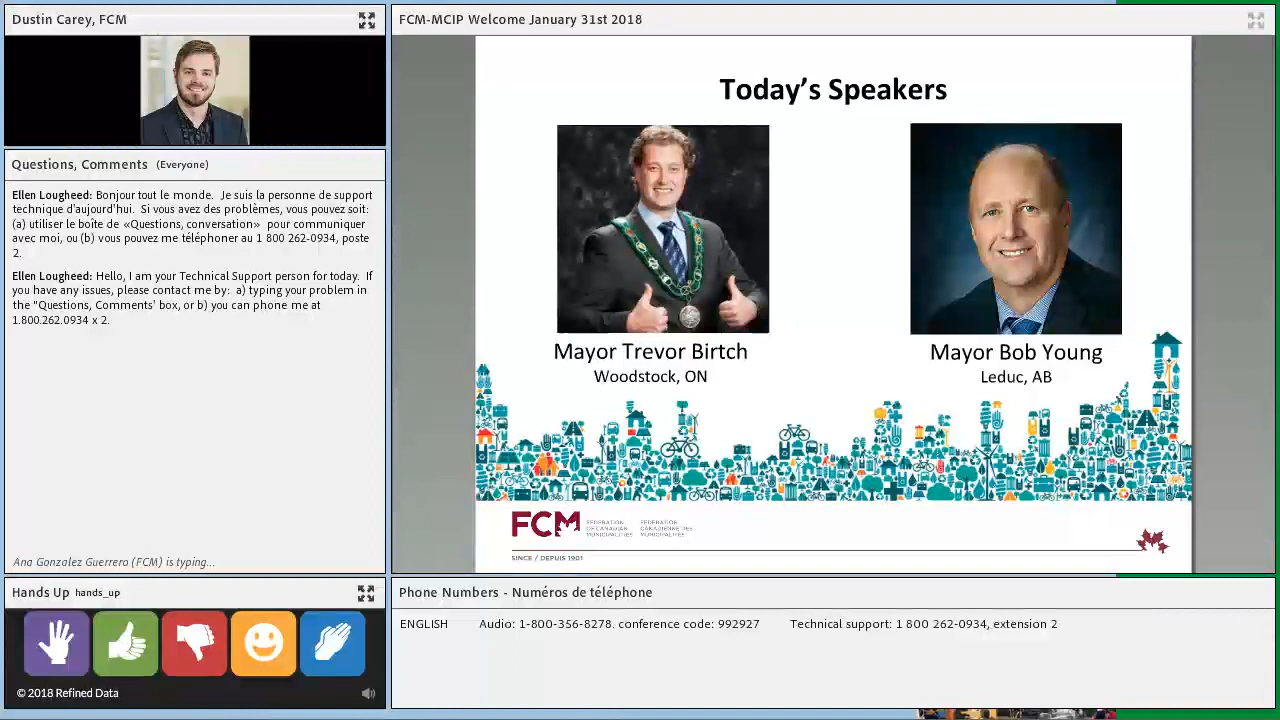 Dustin Carey, FCM
Questions, Comments (Everyone)
Ellen Lougheed: Bonjour tout le monde. Je suis la personne de support
technique d'aujourd'hui. Si vous avez des problèmes, vous pouvez soit:
(a) utiliser le boite de «Questions, conversation» pour communiquer
avec moi, ou (b) vous pouvez me téléphoner au 1 800 262-0934, poste
2.
Ellen Lougheed: Hello, I am your Technical Support person for today. If
you have any issues, please contact me by: a) typing your problem in
the "Questions, Comments' box, or b) you can phone me at
1.800.262.0934 x 2.
Ana Gonzalez Guerrero (FCM) is typing...
Hands Up hands_up
© 2018 Refined Data
FCM-MCIP Welcome January 31st 2018
Today's Speakers
Mayor Trevor Birtch
Woodstock, ON
Mayor Bob Young
Leduc, AB
FCM
FEDERATION
OF CANADIAN
MUNICIPALITIES
FÉDÉRATION
CANADIENNE DES
MUNICIPALITÉS
SINCE / DEPUIS 1901
Phone Numbers - Numéros de téléphone
ENGLISH Audio: 1-800-356-8278. conference code: 992927 Technical support: 1 800 262-0934, extension 2